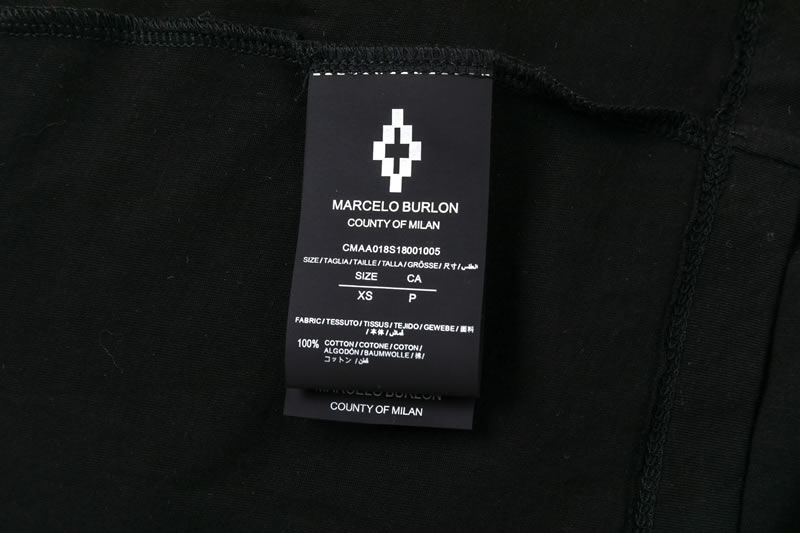 MARCELO BURLON
COUNTY OF MILAN
CMAA018S18001005
SIZE / TAGLIA / TAILLE / TALLA / GRÖSSE / 尺寸 /
SIZE CA
XS P
FABRIC / TESSUTO / TISSUS / TEJIDO / GEWEBE / 面料
/ 本体 / قماش /
100% COTTON / COTONE / COTON /
ALGODÓN / BAUMWOLLE / 棉 /
コットン / قطن /
MARCELO BURLON
COUNTY OF MILAN